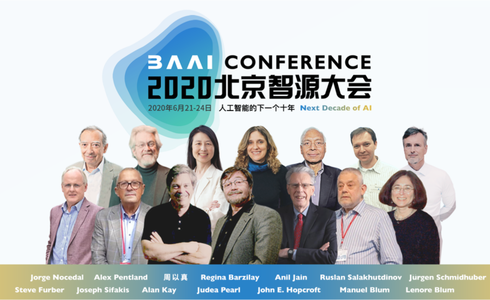 BAAI CONFERENCE
2020北京智源大会
2020年6月21-24日 人工智能的下一个十年 Next Decade of AI
Jorge Nocedal Alex Pentland 周以真 Regina Barzilay Anil Jain Ruslan Salakhutdinov Jürgen Schmidhuber
Steve Furber Joseph Sifakis Alan Kay Judea Pearl John E. Hopcroft Manuel Blum Lenore Blum